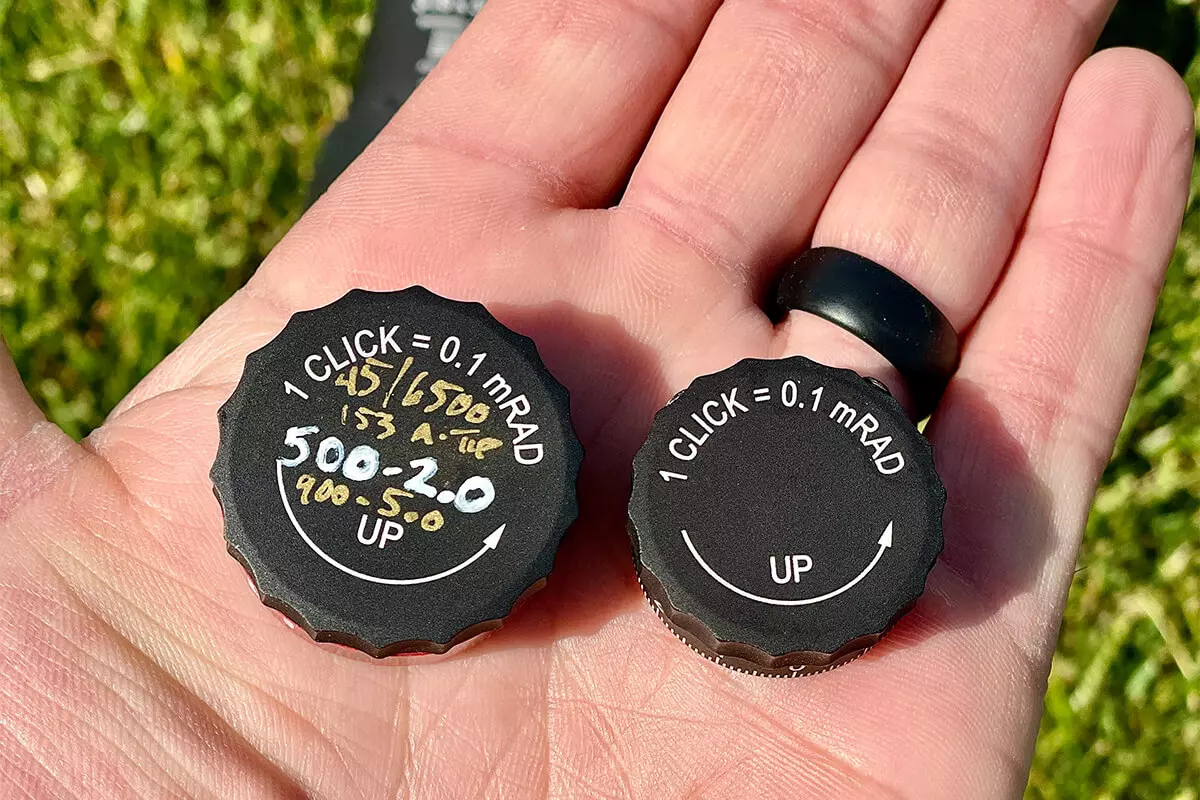 1 CLICK = 0.1 mRAD
45/6500
153 A-Tip
500-2.0
900-5.0
UP
1 CLICK = 0.1 mRAD
UP